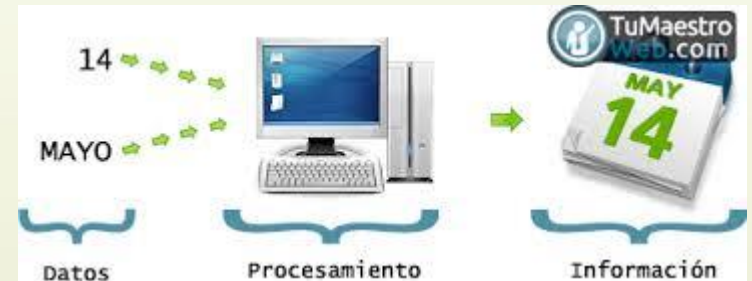 TuMaestro
Web.com
14
MAYO
MAY
14
Datos
Procesamiento
Información